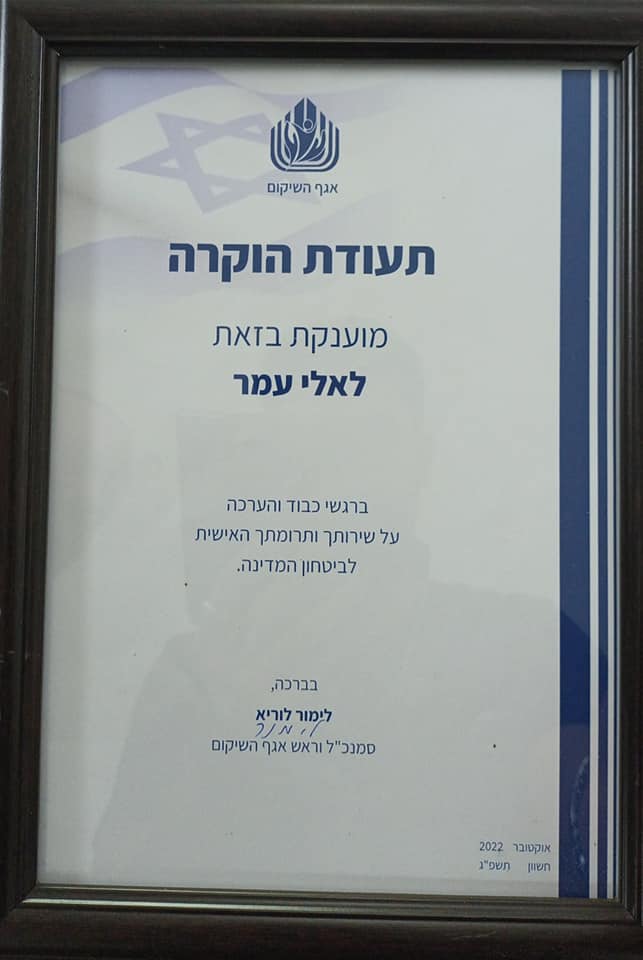 אגף השיקום
תעודת הוקרה
מוענקת בזאת
לאלי עמר
ברגשי כבוד והערכה
על שירותך ותרומתך האישית
לביטחון המדינה.
בברכה,
לימור לוריא
לימור
סמנכ"ל וראש אגף השיקום
אוקטובר 2022
חשוון תשפ"ג